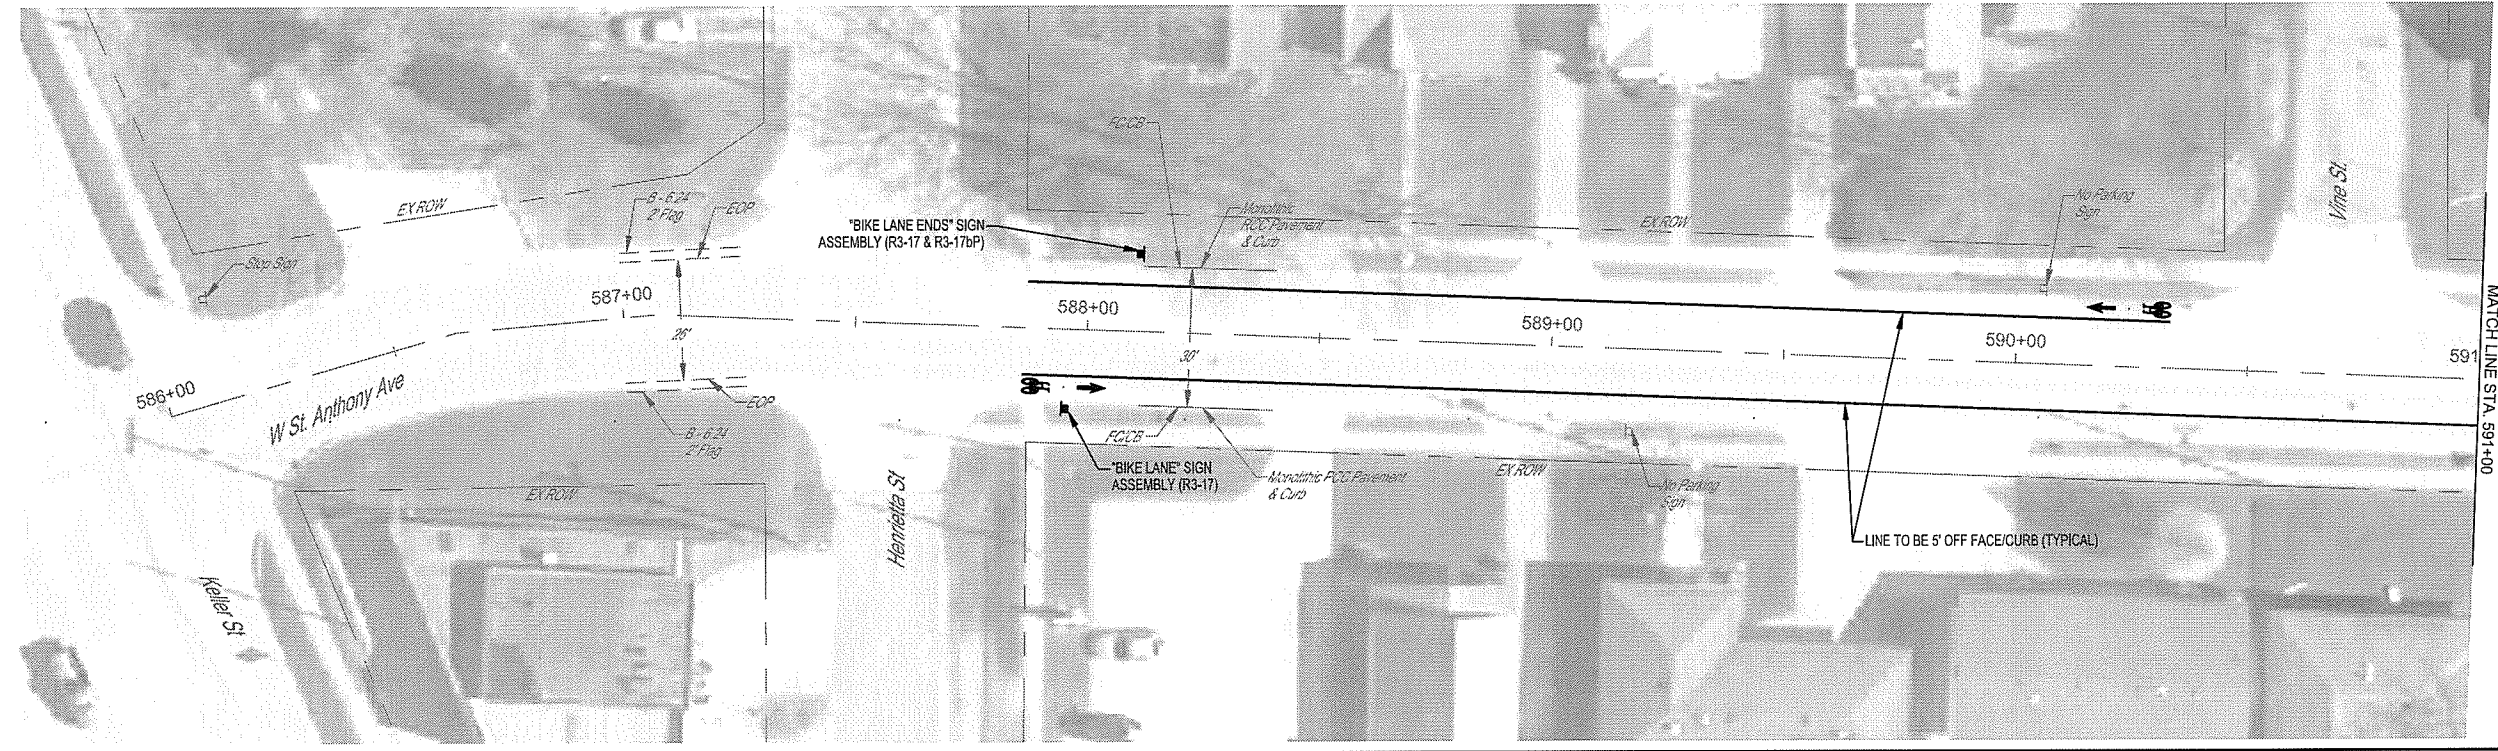 EX ROW
B - 6.24
2' Flag
EOP
Stop Sign
587+00
26'
586+00
W St. Anthony Ave
B - 6.24
2' Flag
EOP
EX ROW
Keller St
Henrietta St
"BIKE LANE ENDS" SIGN
ASSEMBLY (R3-17 & R3-17bP)
FC/CB
Monolithic
PCC Pavement
& Curb
EX ROW
No Parking
Sign
Vine St
588+00
589+00
590+00
591
30'
FC/CB
"BIKE LANE" SIGN
ASSEMBLY (R3-17)
Monolithic PCC Pavement
& Curb
EX ROW
No Parking
Sign
LINE TO BE 5' OFF FACE/CURB (TYPICAL)
MATCH LINE STA. 591+00